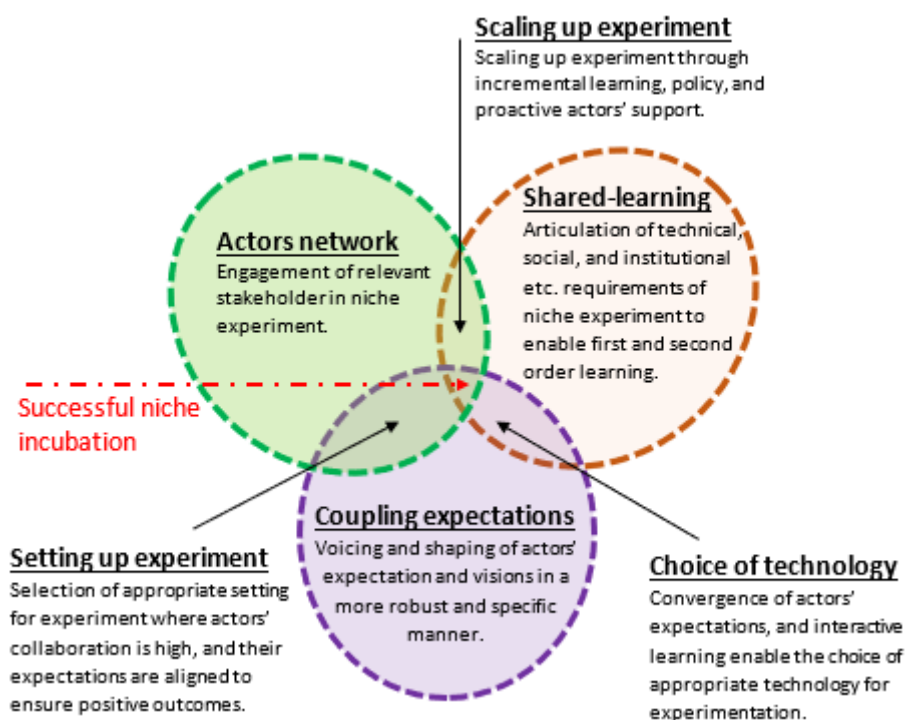 Scaling up experiment
Scaling up experiment through
incremental learning, policy, and
proactive actors' support.
Shared-learning
Articulation of technical,
social, and institutional
etc. requirements of
niche experiment to
enable first and second
order learning.
Actors network
Engagement of relevant
stakeholder in niche
experiment.
Successful niche
incubation
Coupling expectations
Voicing and shaping of actors'
expectation and visions in a
more robust and specific
manner.
Setting up experiment
Selection of appropriate setting
for experiment where actors'
collaboration is high, and their
expectations are aligned to
ensure positive outcomes.
Choice of technology
Convergence of actors'
expectations, and interactive
learning enable the choice of
appropriate technology for
experimentation.